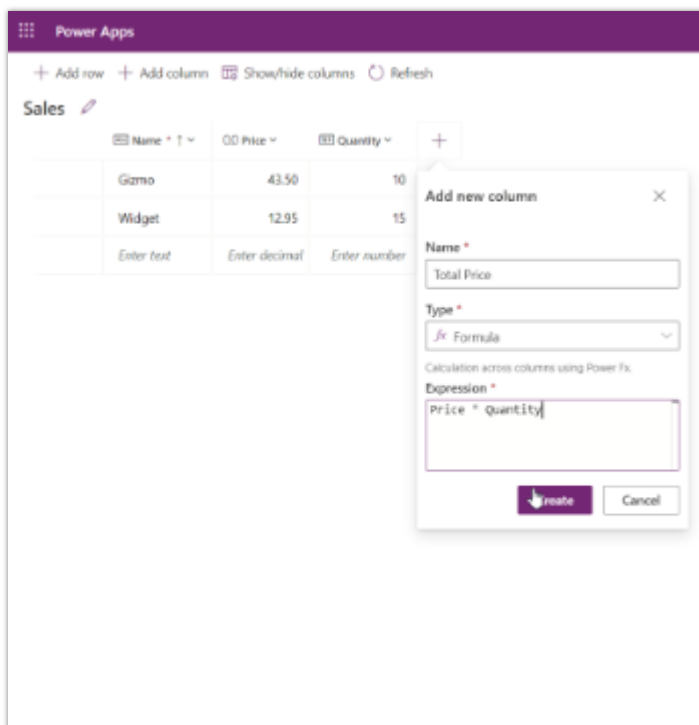 Power Apps
Add row Add column Show/hide columns Refresh
Sales
Name * ↑ Price Quantity
Gizmo 43.50 10
Widget 12.95 15
Enter text Enter decimal Enter number
Add new column
Name *
Total Price
Type *
fx Formula
Calculation across columns using Power Fx.
Expression *
Price * Quantity
Create Cancel